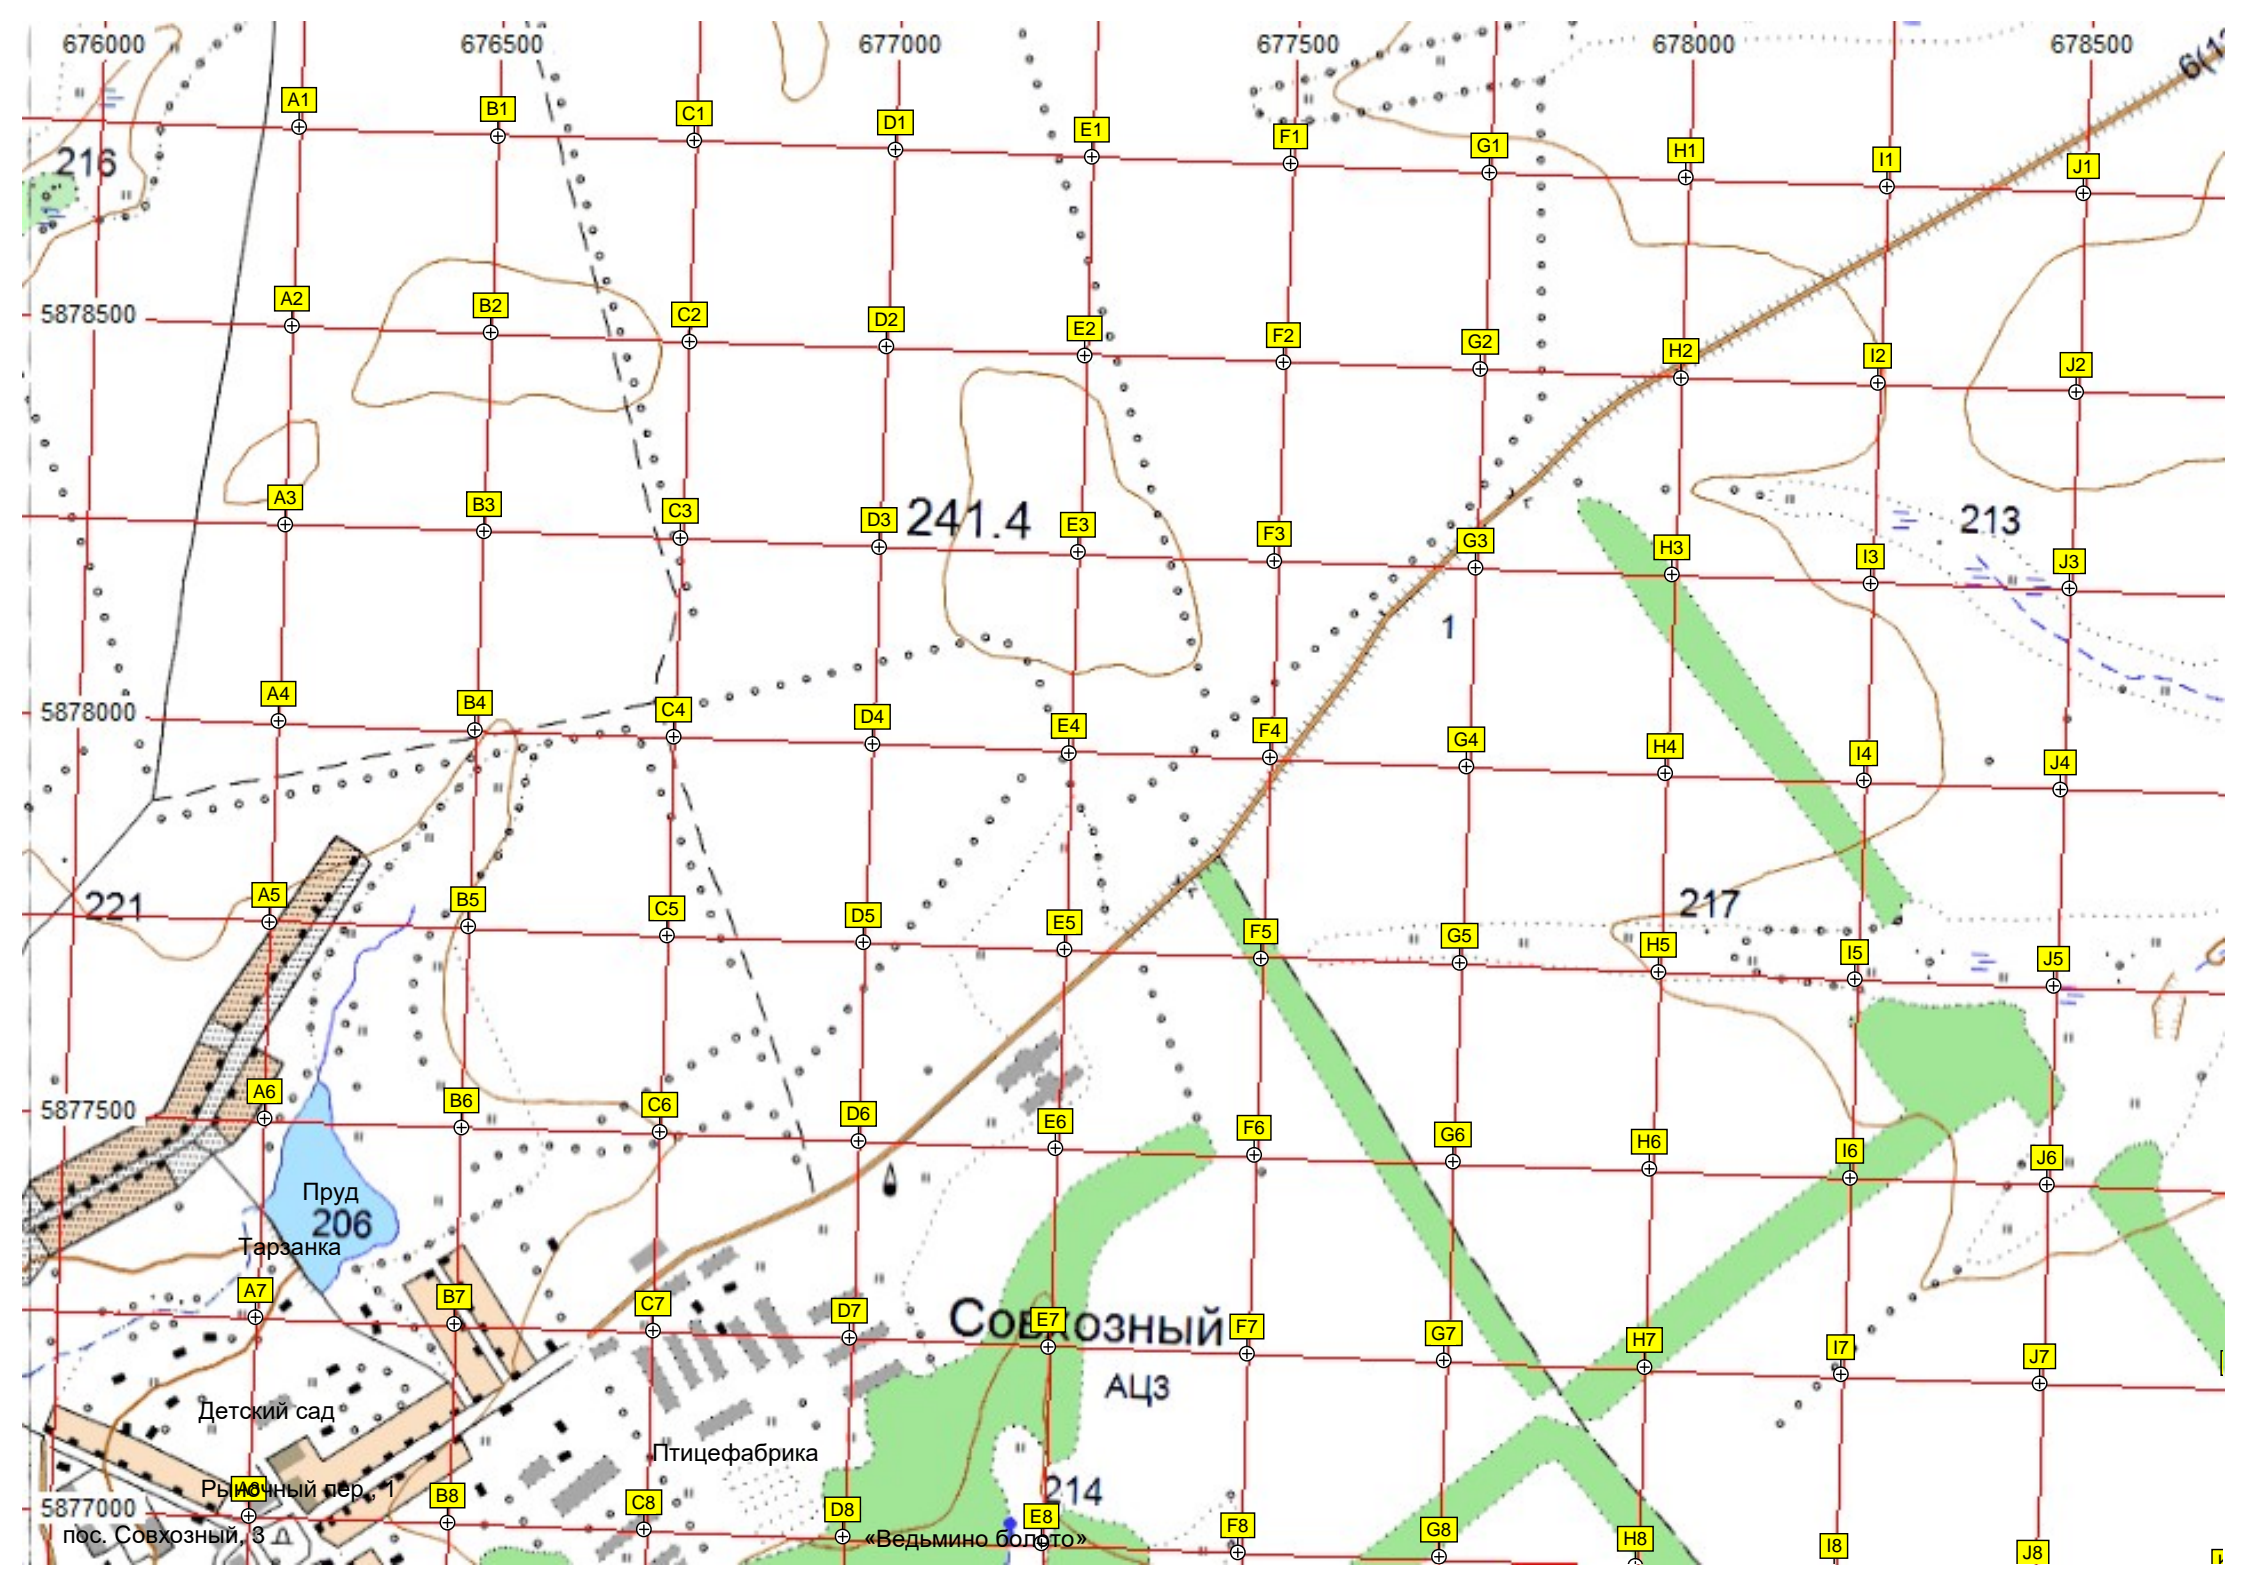 676000 676500 677000 677500 678000 678500
6(1
A1 B1 C1 D1 E1 F1 G1 H1 I1 J1
216
5878500
A2 B2 C2 D2 E2 F2 G2 H2 I2 J2
A3 B3 C3 D3 241.4 E3 F3 G3 H3 I3 213 J3
1
5878000
A4 B4 C4 D4 E4 F4 G4 H4 I4 J4
221
217
A5 B5 C5 D5 E5 F5 G5 H5 I5 J5
5877500
A6 B6 C6 D6 E6 F6 G6 H6 I6 J6
Пруд
206
Тарзанка
A7 B7 C7 D7 E7 F7 G7 H7 I7 J7
Совхозный
АЦЗ
Детский сад
Птицефабрика
Рыночный пер., 1
214
5877000
A8 B8 C8 D8 E8 F8 G8 H8 I8 J8
пос. Совхозный, 3
«Ведьмино болото»